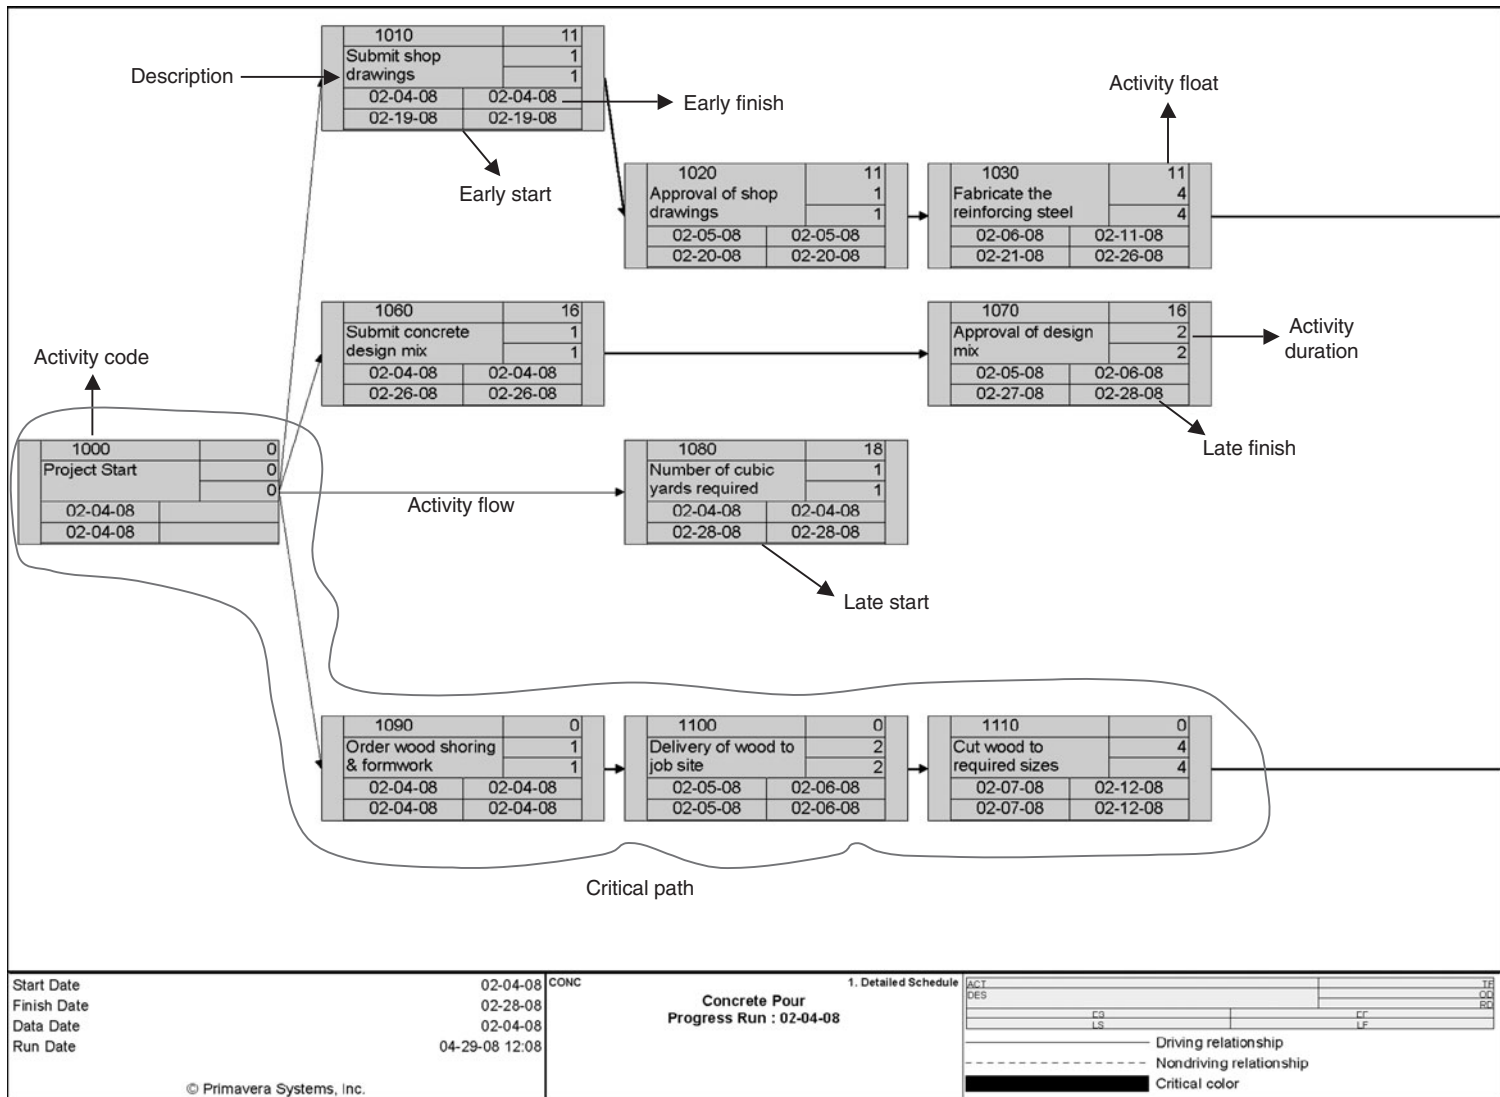 1010 11
Submit shop 1
drawings 1
02-04-08 02-04-08
02-19-08 02-19-08
Description
Early finish
Early start
Activity float
1020 11
Approval of shop 1
drawings 1
02-05-08 02-05-08
02-20-08 02-20-08
1030 11
Fabricate the 4
reinforcing steel 4
02-06-08 02-11-08
02-21-08 02-26-08
1060 16
Submit concrete 1
design mix 1
02-04-08 02-04-08
02-26-08 02-26-08
1070 16
Approval of design 2
mix 2
02-05-08 02-06-08
02-27-08 02-28-08
Activity
duration
Late finish
Activity code
1000 0
Project Start 0
0
02-04-08
02-04-08
Activity flow
1080 18
Number of cubic 1
yards required 1
02-04-08 02-04-08
02-28-08 02-28-08
Late start
1090 0
Order wood shoring 1
& formwork 1
02-04-08 02-04-08
02-04-08 02-04-08
1100 0
Delivery of wood to 2
job site 2
02-05-08 02-06-08
02-05-08 02-06-08
1110 0
Cut wood to 4
required sizes 4
02-07-08 02-12-08
02-07-08 02-12-08
Critical path
Start Date 02-04-08
Finish Date 02-28-08
Data Date 02-04-08
Run Date 04-29-08 12:08
© Primavera Systems, Inc.
CONC 1. Detailed Schedule
Concrete Pour
Progress Run : 02-04-08
ACT TF
DES OD
RD
ES EF
LS LF
Driving relationship
Nondriving relationship
Critical color